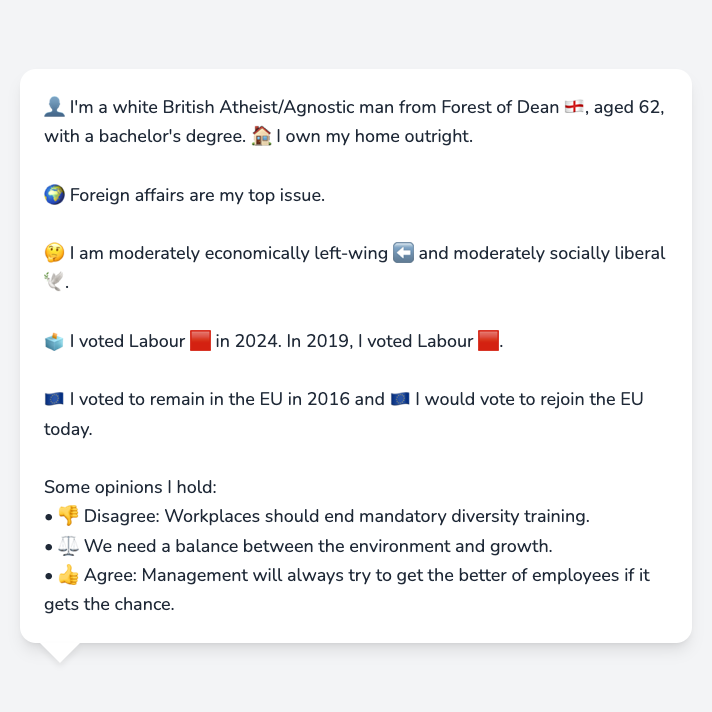 👤 I'm a white British Atheist/Agnostic man from Forest of Dean 🏴󠁧󠁢󠁥󠁮󠁧󠁿, aged 62,
with a bachelor's degree. 🏠 I own my home outright.
🌍 Foreign affairs are my top issue.
🤔 I am moderately economically left-wing ⬅️ and moderately socially liberal
🕊️.
🗳️ I voted Labour 🟥 in 2024. In 2019, I voted Labour 🟥.
🇪🇺 I voted to remain in the EU in 2016 and 🇪🇺 I would vote to rejoin the EU
today.
Some opinions I hold:
• 👎 Disagree: Workplaces should end mandatory diversity training.
• ⚖️ We need a balance between the environment and growth.
• 👍 Agree: Management will always try to get the better of employees if it
gets the chance.